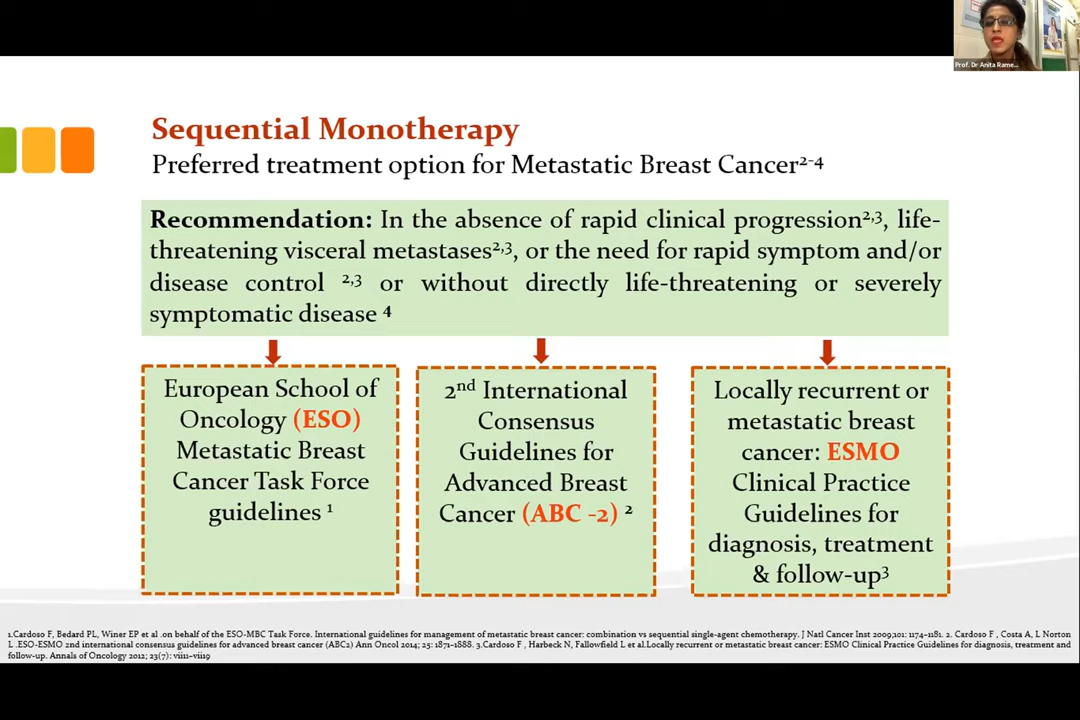 Prof. Dr Anita Rame...
Sequential Monotherapy
Preferred treatment option for Metastatic Breast Cancer²⁻⁴
Recommendation: In the absence of rapid clinical progression²,³, life-
threatening visceral metastases²,³, or the need for rapid symptom and/or
disease control ²,³ or without directly life-threatening or severely
symptomatic disease ⁴
European School of
Oncology (ESO)
Metastatic Breast
Cancer Task Force
guidelines ¹
2ⁿᵈ International
Consensus
Guidelines for
Advanced Breast
Cancer (ABC -2) ²
Locally recurrent or
metastatic breast
cancer: ESMO
Clinical Practice
Guidelines for
diagnosis, treatment
& follow-up³
1.Cardoso F, Bedard PL, Winer EP et al .on behalf of the ESO-MBC Task Force. International guidelines for management of metastatic breast cancer: combination vs sequential single-agent chemotherapy. J Natl Cancer Inst 2009;101: 1174–1181. 2. Cardoso F , Costa A, L Norton
L .ESO-ESMO 2nd international consensus guidelines for advanced breast cancer (ABC2) Ann Oncol 2014; 25: 1871–1888. 3.Cardoso F , Harbeck N, Fallowfield L et al.Locally recurrent or metastatic breast cancer: ESMO Clinical Practice Guidelines for diagnosis, treatment and
follow-up. Annals of Oncology 2012; 23(7): vii11–vii19